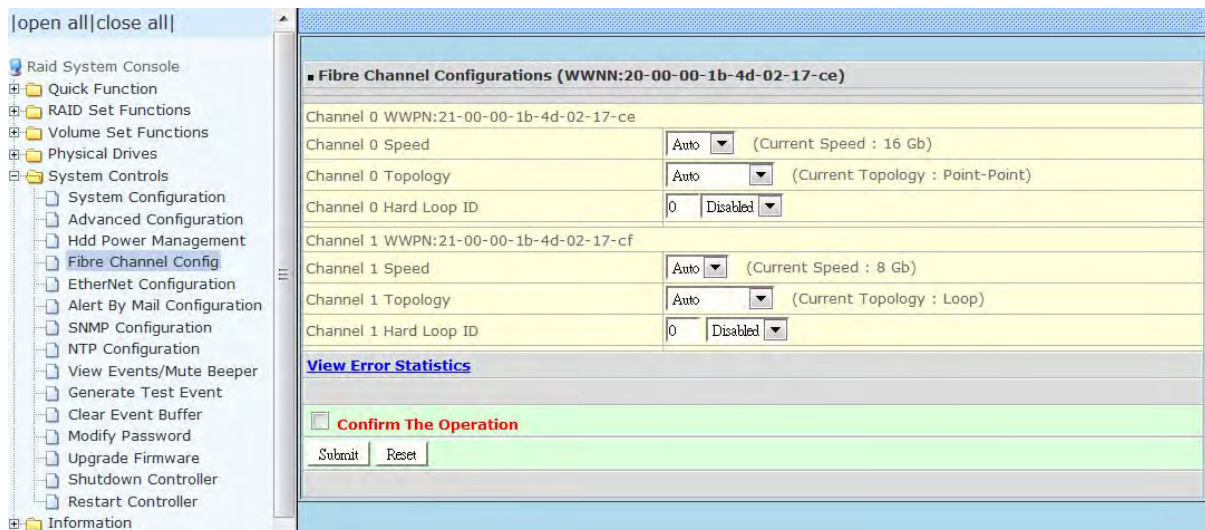 |open all|close all|
Raid System Console
Quick Function
RAID Set Functions
Volume Set Functions
Physical Drives
System Controls
System Configuration
Advanced Configuration
Hdd Power Management
Fibre Channel Config
EtherNet Configuration
Alert By Mail Configuration
SNMP Configuration
NTP Configuration
View Events/Mute Beeper
Generate Test Event
Clear Event Buffer
Modify Password
Upgrade Firmware
Shutdown Controller
Restart Controller
Information
Fibre Channel Configurations (WWNN:20-00-00-1b-4d-02-17-ce)
Channel 0 WWPN:21-00-00-1b-4d-02-17-ce
Channel 0 Speed Auto (Current Speed : 16 Gb)
Channel 0 Topology Auto (Current Topology : Point-Point)
Channel 0 Hard Loop ID 0 Disabled
Channel 1 WWPN:21-00-00-1b-4d-02-17-cf
Channel 1 Speed Auto (Current Speed : 8 Gb)
Channel 1 Topology Auto (Current Topology : Loop)
Channel 1 Hard Loop ID 0 Disabled
View Error Statistics
Confirm The Operation
Submit Reset